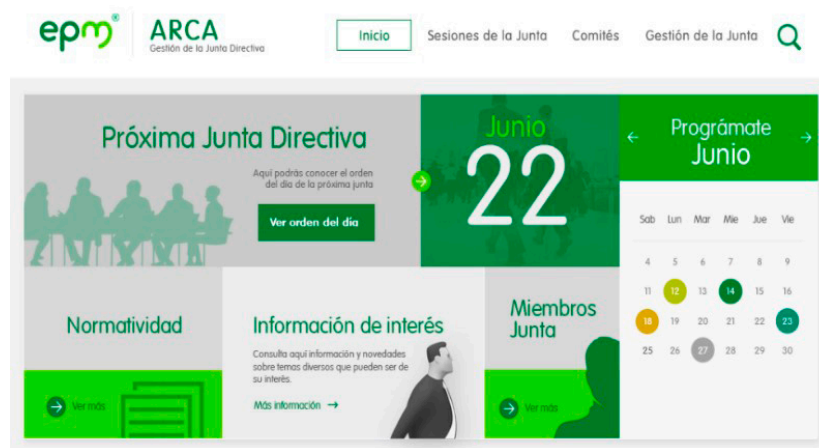 epm®
ARCA
Gestión de la Junta Directiva
Inicio
Sesiones de la Junta
Comités
Gestión de la Junta
Próxima Junta Directiva
Aquí podrás conocer el orden
del día de la próxima junta
Ver orden del día
Junio
22
Prográmate
Junio
Sab Lun Mar Mie Jue Vie
4 5 6 7 8 9
11 12 13 14 15 16
18 19 20 21 22 23
25 26 27 28 29 30
Normatividad
Ver más
Información de interés
Consulta aquí información y novedades
sobre temas diversos que pueden ser de
su interés.
Más información →
Miembros
Junta
Ver más